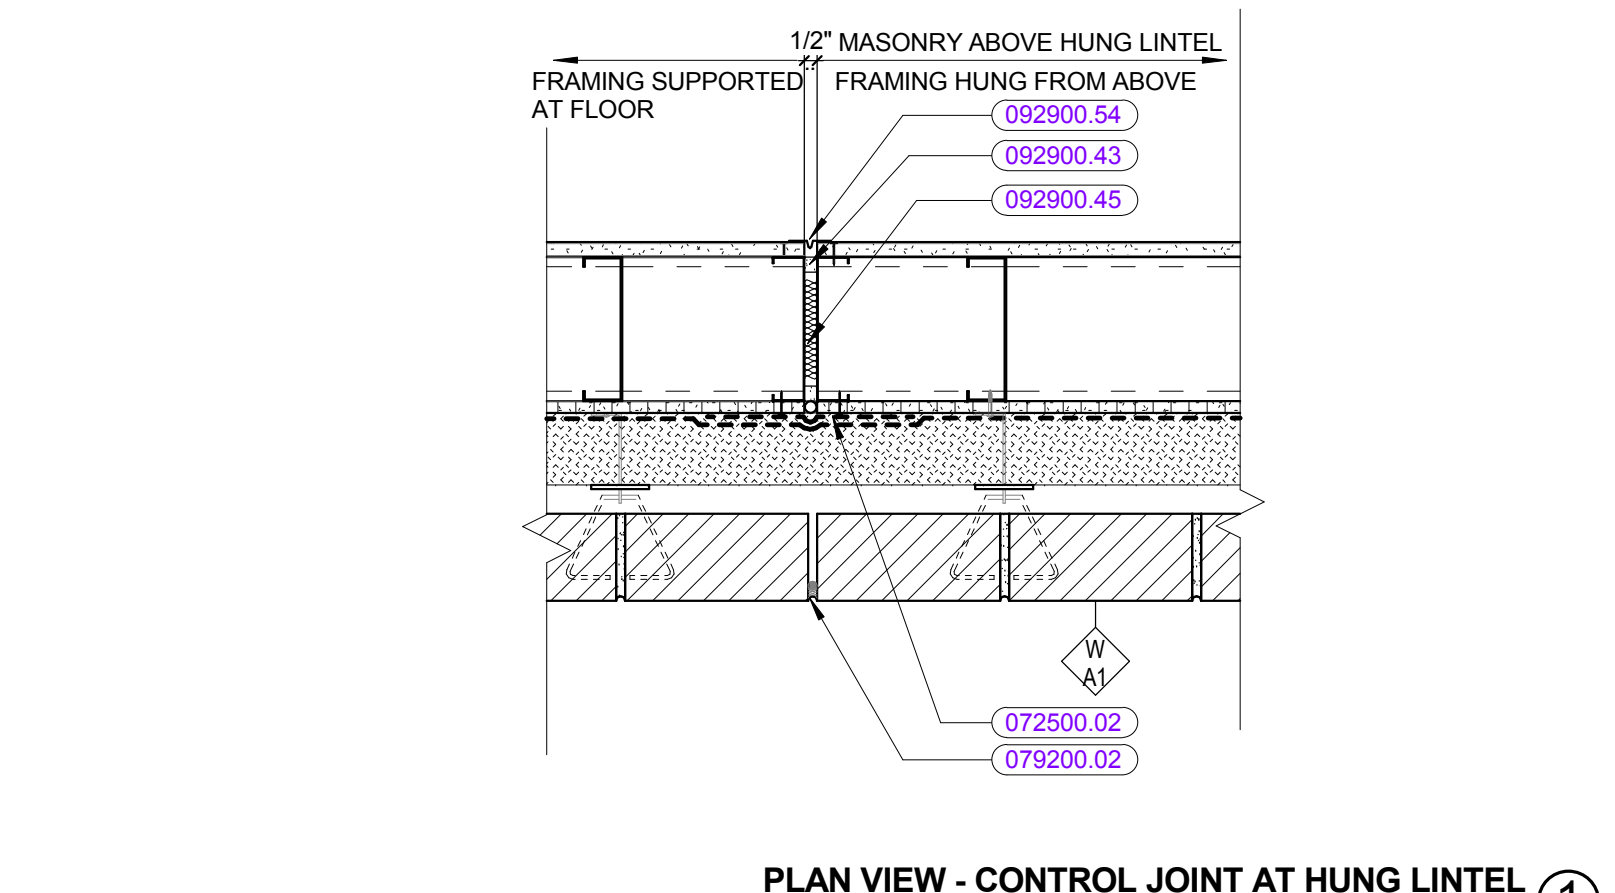 1/2" MASONRY ABOVE HUNG LINTEL
FRAMING SUPPORTED
AT FLOOR
FRAMING HUNG FROM ABOVE
092900.54
092900.43
092900.45
W
A1
072500.02
079200.02
PLAN VIEW - CONTROL JOINT AT HUNG LINTEL
1